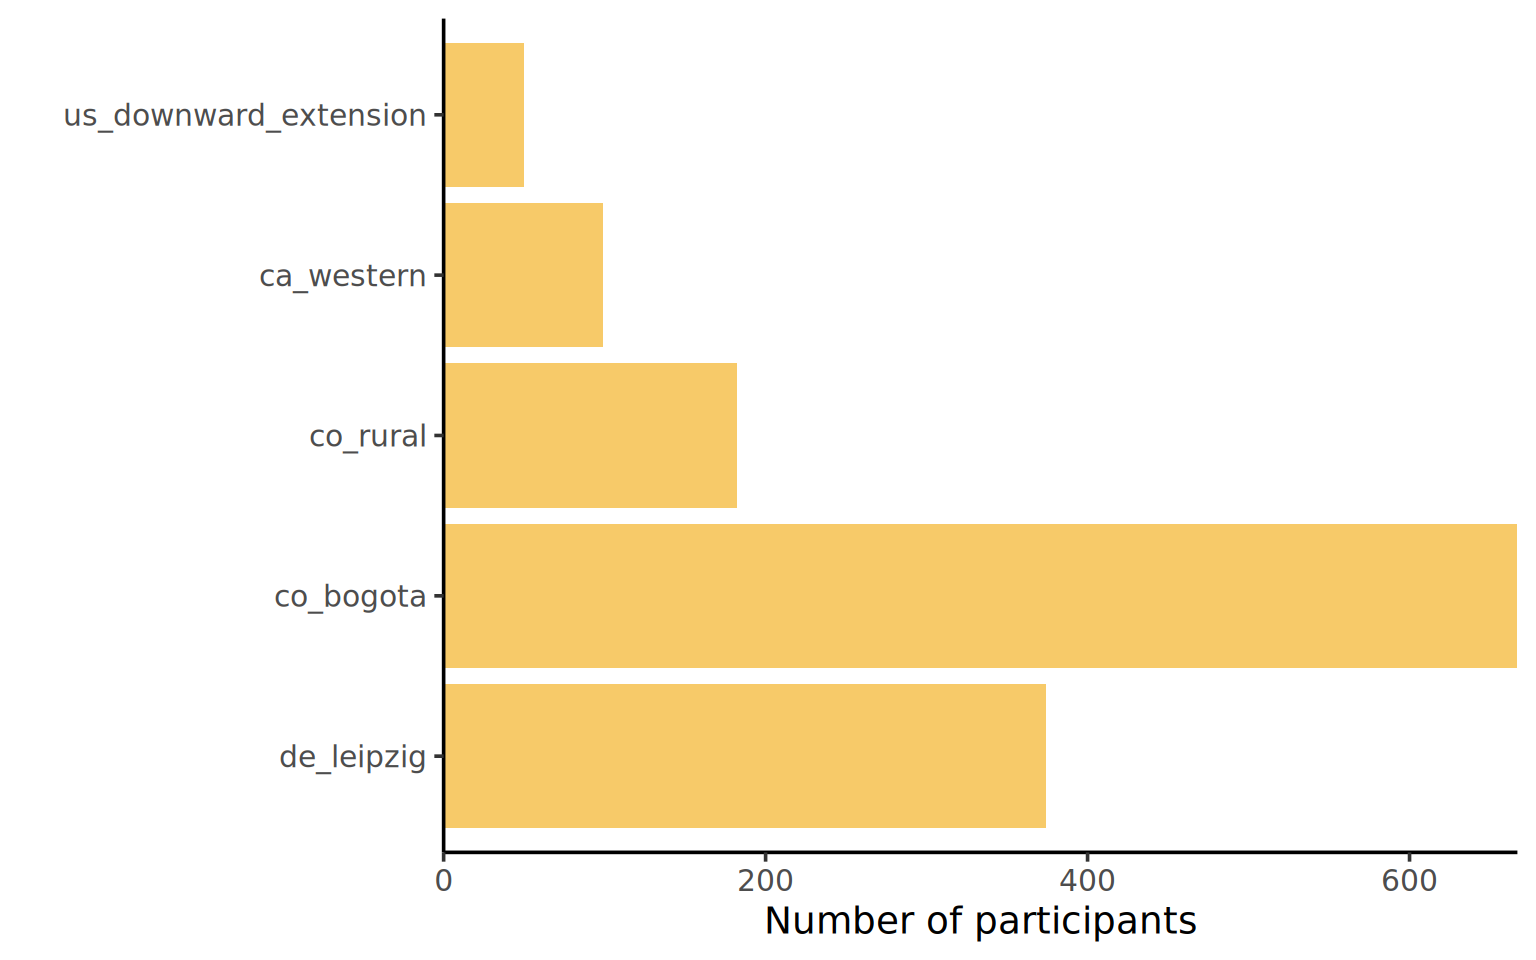 us_downward_extension
ca_western
co_rural
co_bogota
de_leipzig
0 200 400 600
Number of participants